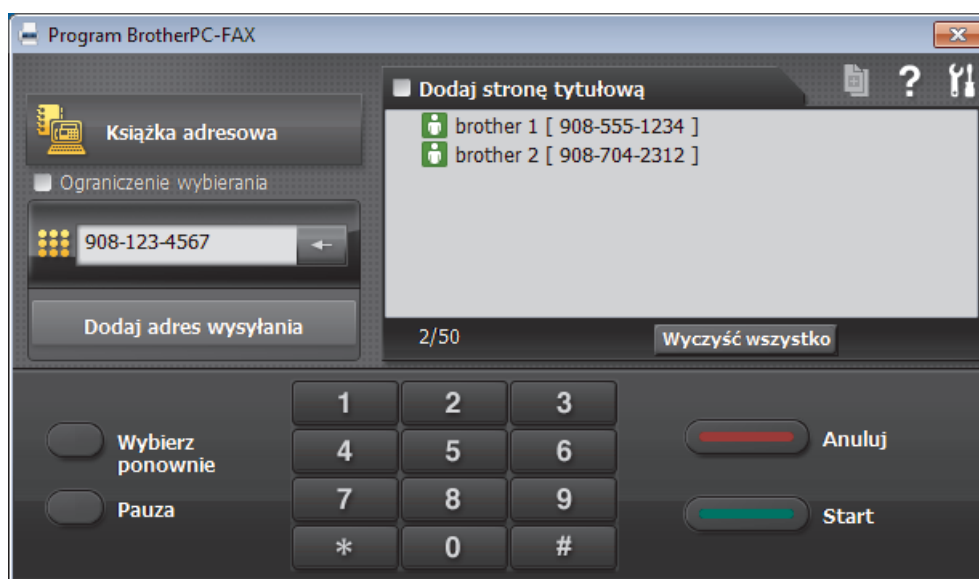 Program BrotherPC-FAX
Książka adresowa
Ograniczenie wybierania
908-123-4567
Dodaj adres wysyłania
Dodaj stronę tytułową
?
brother 1 [ 908-555-1234 ]
brother 2 [ 908-704-2312 ]
2/50
Wyczyść wszystko
Wybierz
ponownie
Pauza
1 2 3
4 5 6
7 8 9
* 0 #
Anuluj
Start